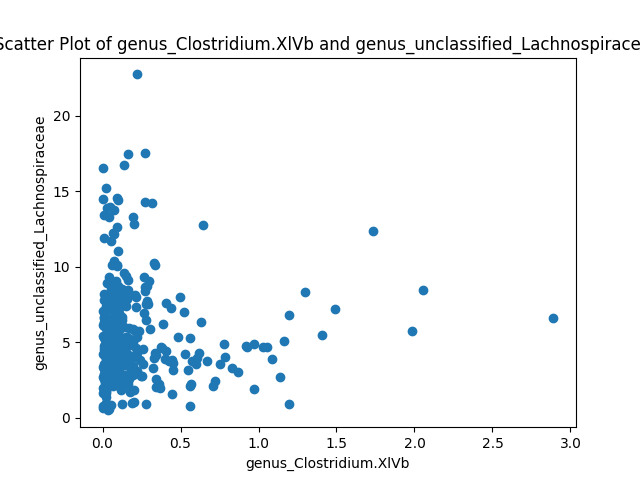 Scatter Plot of genus_Clostridium.XlVb and genus_unclassified_Lachnospirace
20
15
10
5
0
genus_unclassified_Lachnospiraceae
0.0 0.5 1.0 1.5 2.0 2.5 3.0
genus_Clostridium.XlVb